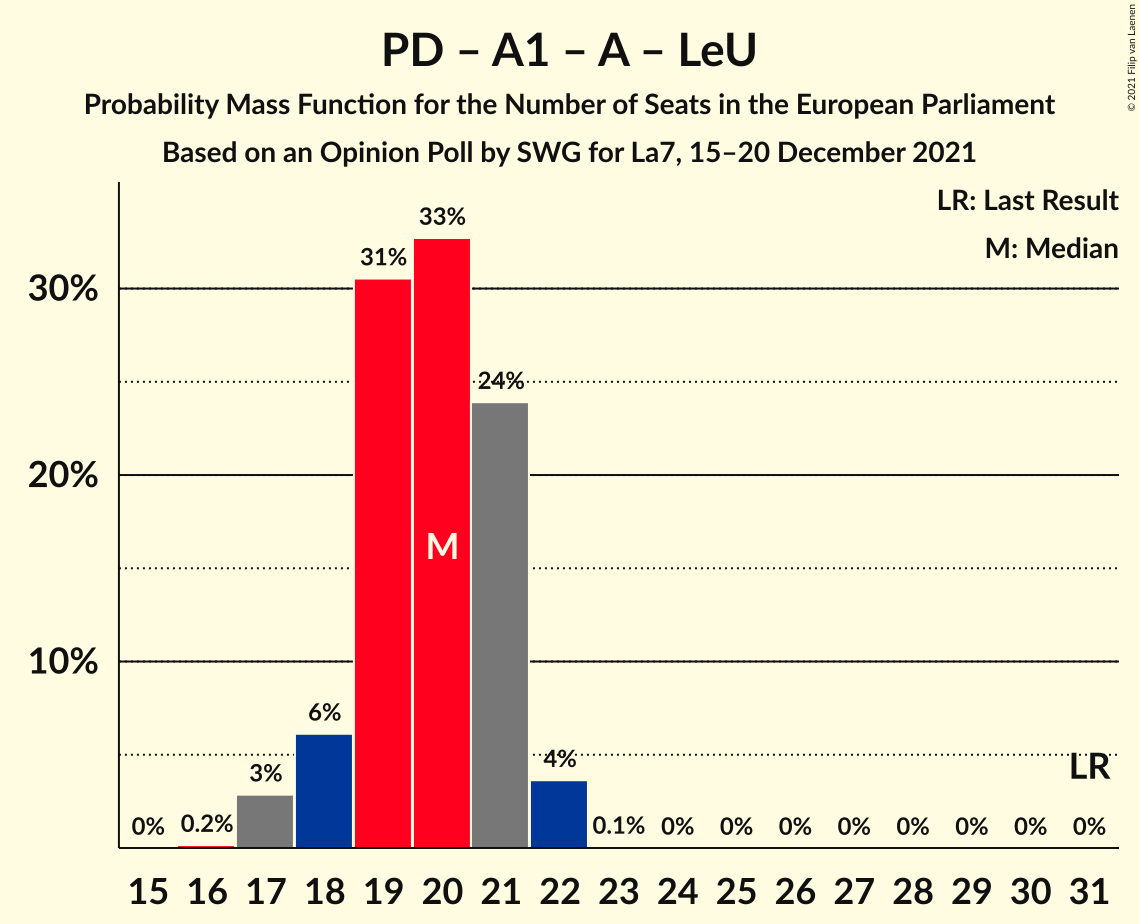 PD – A1 – A – LeU
Probability Mass Function for the Number of Seats in the European Parliament
Based on an Opinion Poll by SWG for La7, 15–20 December 2021
© 2021 Filip van Laenen
LR: Last Result
M: Median
33%
31%
30%
24%
20%
M
10%
6%
4%
3%
LR
0% 0.2% 0.1% 0% 0% 0% 0% 0% 0% 0% 0%
15 16 17 18 19 20 21 22 23 24 25 26 27 28 29 30 31